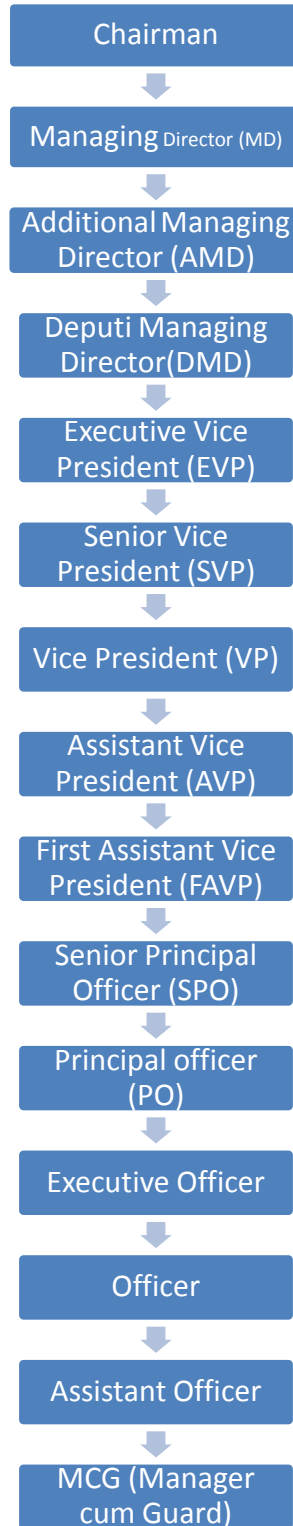 Chairman
Managing Director (MD)
Additional Managing
Director (AMD)
Deputi Managing
Director(DMD)
Executive Vice
President (EVP)
Senior Vice
President (SVP)
Vice President (VP)
Assistant Vice
President (AVP)
First Assistant Vice
President (FAVP)
Senior Principal
Officer (SPO)
Principal officer
(PO)
Executive Officer
Officer
Assistant Officer
MCG (Manager
cum Guard)